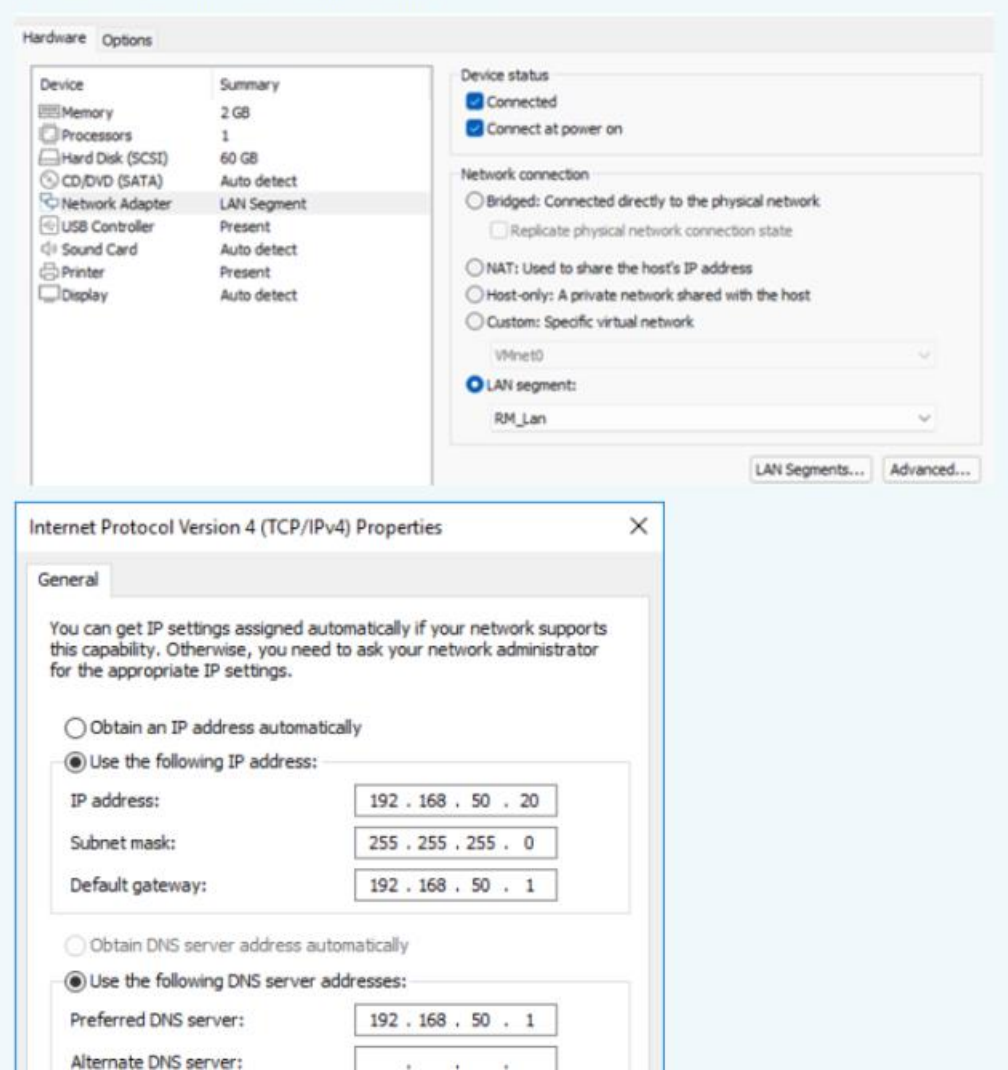 Hardware Options
Device Summary
Memory 2 GB
Processors 1
Hard Disk (SCSI) 60 GB
CD/DVD (SATA) Auto detect
Network Adapter LAN Segment
USB Controller Present
Sound Card Auto detect
Printer Present
Display Auto detect
Device status
Connected
Connect at power on
Network connection
Bridged: Connected directly to the physical network
Replicate physical network connection state
NAT: Used to share the host's IP address
Host-only: A private network shared with the host
Custom: Specific virtual network
VMnet0
LAN segment:
RM_Lan
LAN Segments... Advanced...
Internet Protocol Version 4 (TCP/IPv4) Properties
General
You can get IP settings assigned automatically if your network supports
this capability. Otherwise, you need to ask your network administrator
for the appropriate IP settings.
Obtain an IP address automatically
Use the following IP address:
IP address: 192 . 168 . 50 . 20
Subnet mask: 255 . 255 . 255 . 0
Default gateway: 192 . 168 . 50 . 1
Obtain DNS server address automatically
Use the following DNS server addresses:
Preferred DNS server: 192 . 168 . 50 . 1
Alternate DNS server: . . .